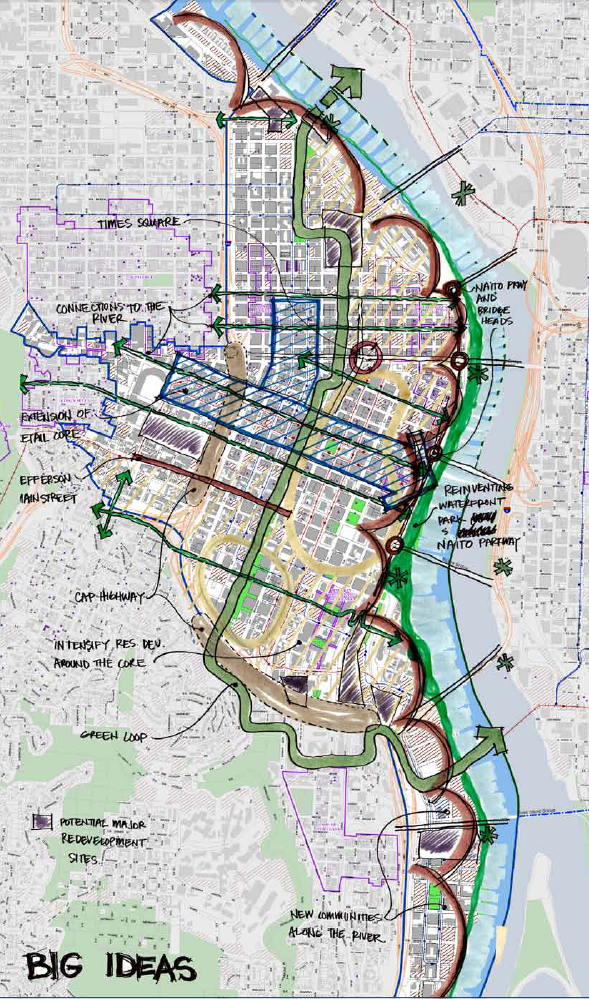 TIMES SQUARE
CONNECTIONS TO THE
RIVER
NAITO PKWY
AND
BRIDGE
HEADS
EXTENSION OF
ETAIL CORE
EFFERSON
MAINSTREET
REINVENTING
WATERFRONT
PARK
S
NAITO PARKWAY
CAP HIGHWAY
INTENSIFY RES. DEV.
AROUND THE CORE
GREEN LOOP
POTENTIAL MAJOR
REDEVELOPMENT
SITES
NEW COMMUNITIES
ALONG THE RIVER
BIG IDEAS